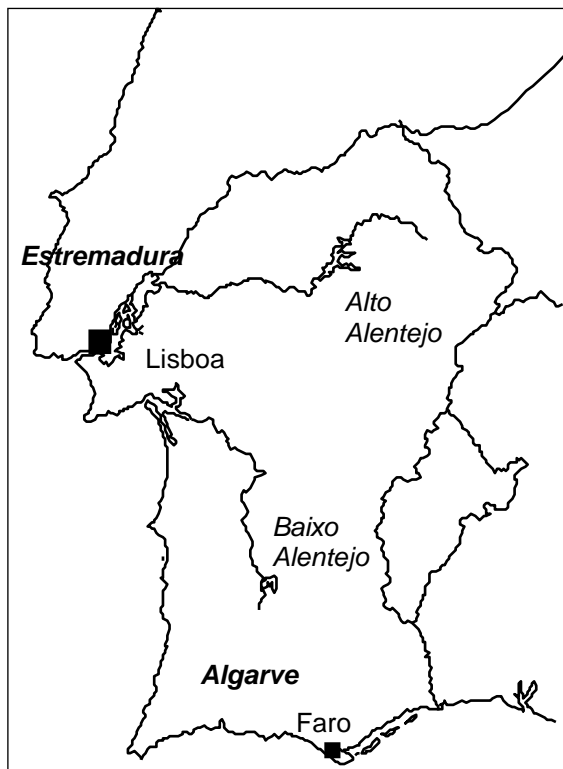 Estremadura
Alto
Alentejo
Lisboa
Baixo
Alentejo
Algarve
Faro